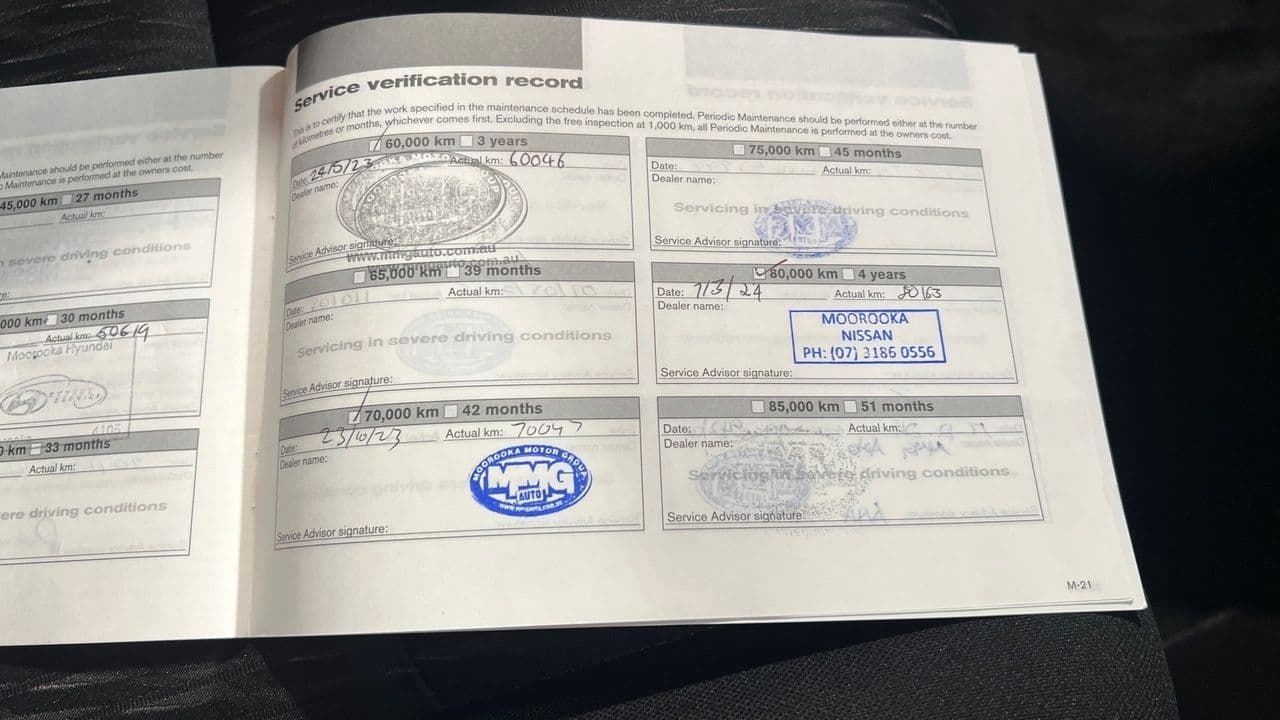 Maintenance should be performed either at the number
Maintenance is performed at the owners cost.
45,000 km 27 months
Actual km:
severe driving conditions
000 km 30 months
Actual km: 50619
Moorooka Hyundai
km 33 months
Actual km:
ere driving conditions
Service verification record
This is to certify that the work specified in the maintenance schedule has been completed. Periodic Maintenance should be performed either at the number
of kilometres or months, whichever comes first. Excluding the free inspection at 1,000 km, all Periodic Maintenance is performed at the owners cost.
60,000 km 3 years
Date: Actual km: 60046
Dealer name:
Service Advisor signature:
www.mmgauto.com.au
www.mmgauto.com.au
65,000 km 39 months
Date: Actual km:
Dealer name:
Servicing in severe driving conditions
Service Advisor signature:
70,000 km 42 months
Date: 23/6/23 Actual km:
Dealer name:
MOOROOKA MOTOR GROUP
MMG
AUTO
Service Advisor signature:
75,000 km 45 months
Date: Actual km:
Dealer name:
Servicing in severe driving conditions
Service Advisor signature:
80,000 km 4 years
Date: Actual km: 80163
Dealer name:
MOOROOKA
NISSAN
PH: (07) 3186 0556
Service Advisor signature:
85,000 km 51 months
Date: Actual km:
Dealer name:
Servicing in severe driving conditions
Service Advisor signature:
M-21